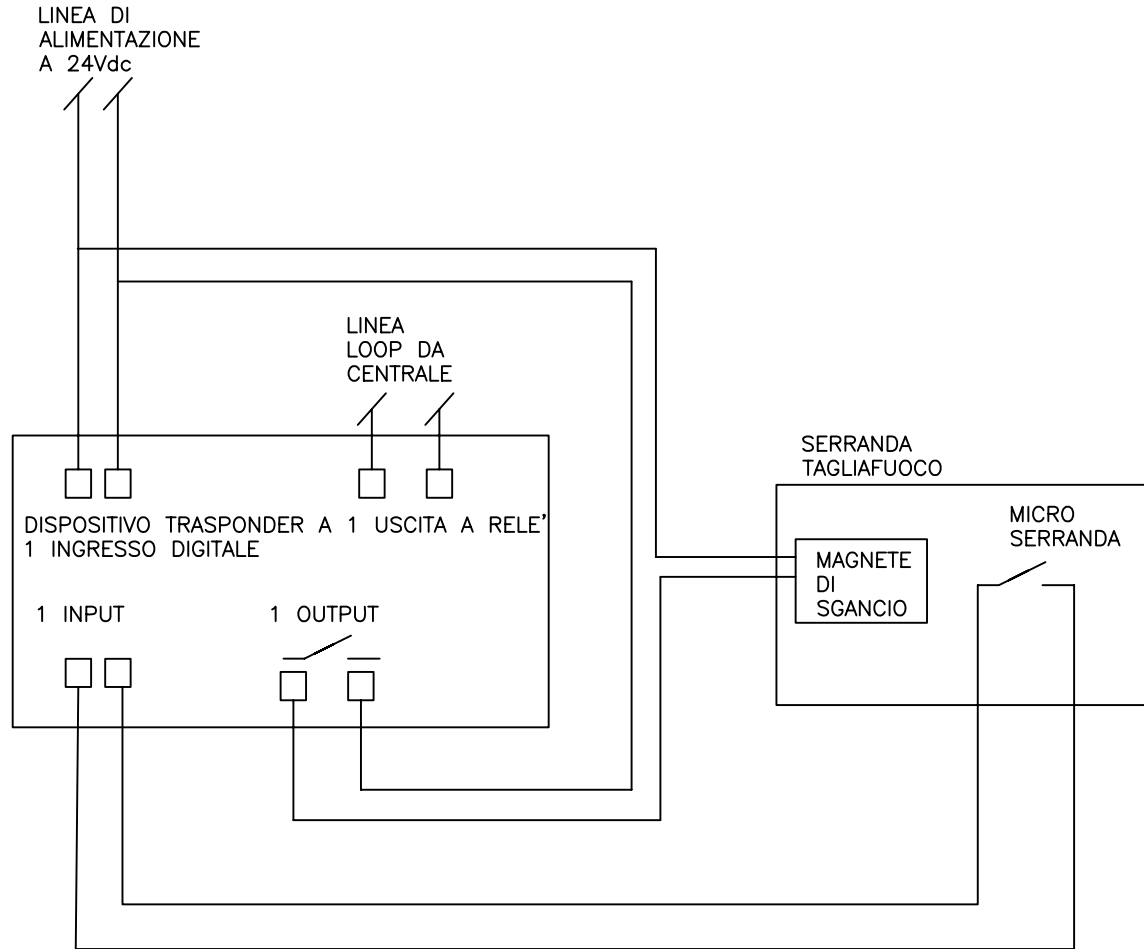 LINEA DI
ALIMENTAZIONE
A 24Vdc
LINEA
LOOP DA
CENTRALE
SERRANDA
TAGLIAFUOCO
DISPOSITIVO TRASPONDER A 1 USCITA A RELE'
1 INGRESSO DIGITALE
MICRO
SERRANDA
MAGNETE
DI
SGANCIO
1 INPUT
1 OUTPUT